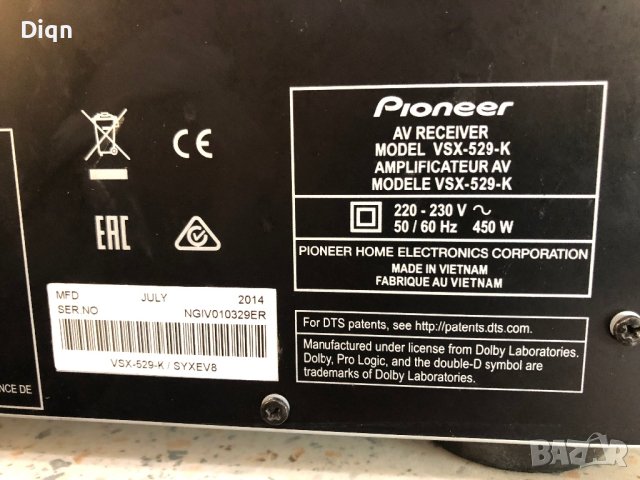 Diqn
Pioneer
AV RECEIVER
MODEL VSX-529-K
AMPLIFICATEUR AV
MODELE VSX-529-K
220 - 230 V ~
50 / 60 Hz 450 W
PIONEER HOME ELECTRONICS CORPORATION
MADE IN VIETNAM
FABRIQUE AU VIETNAM
CE
EAC
MFD JULY 2014
SER.NO NGIV010329ER
VSX-529-K / SYXEV8
For DTS patents, see http://patents.dts.com.
Manufactured under license from Dolby Laboratories.
Dolby, Pro Logic, and the double-D symbol are
trademarks of Dolby Laboratories.
NCE DE
BAZAR